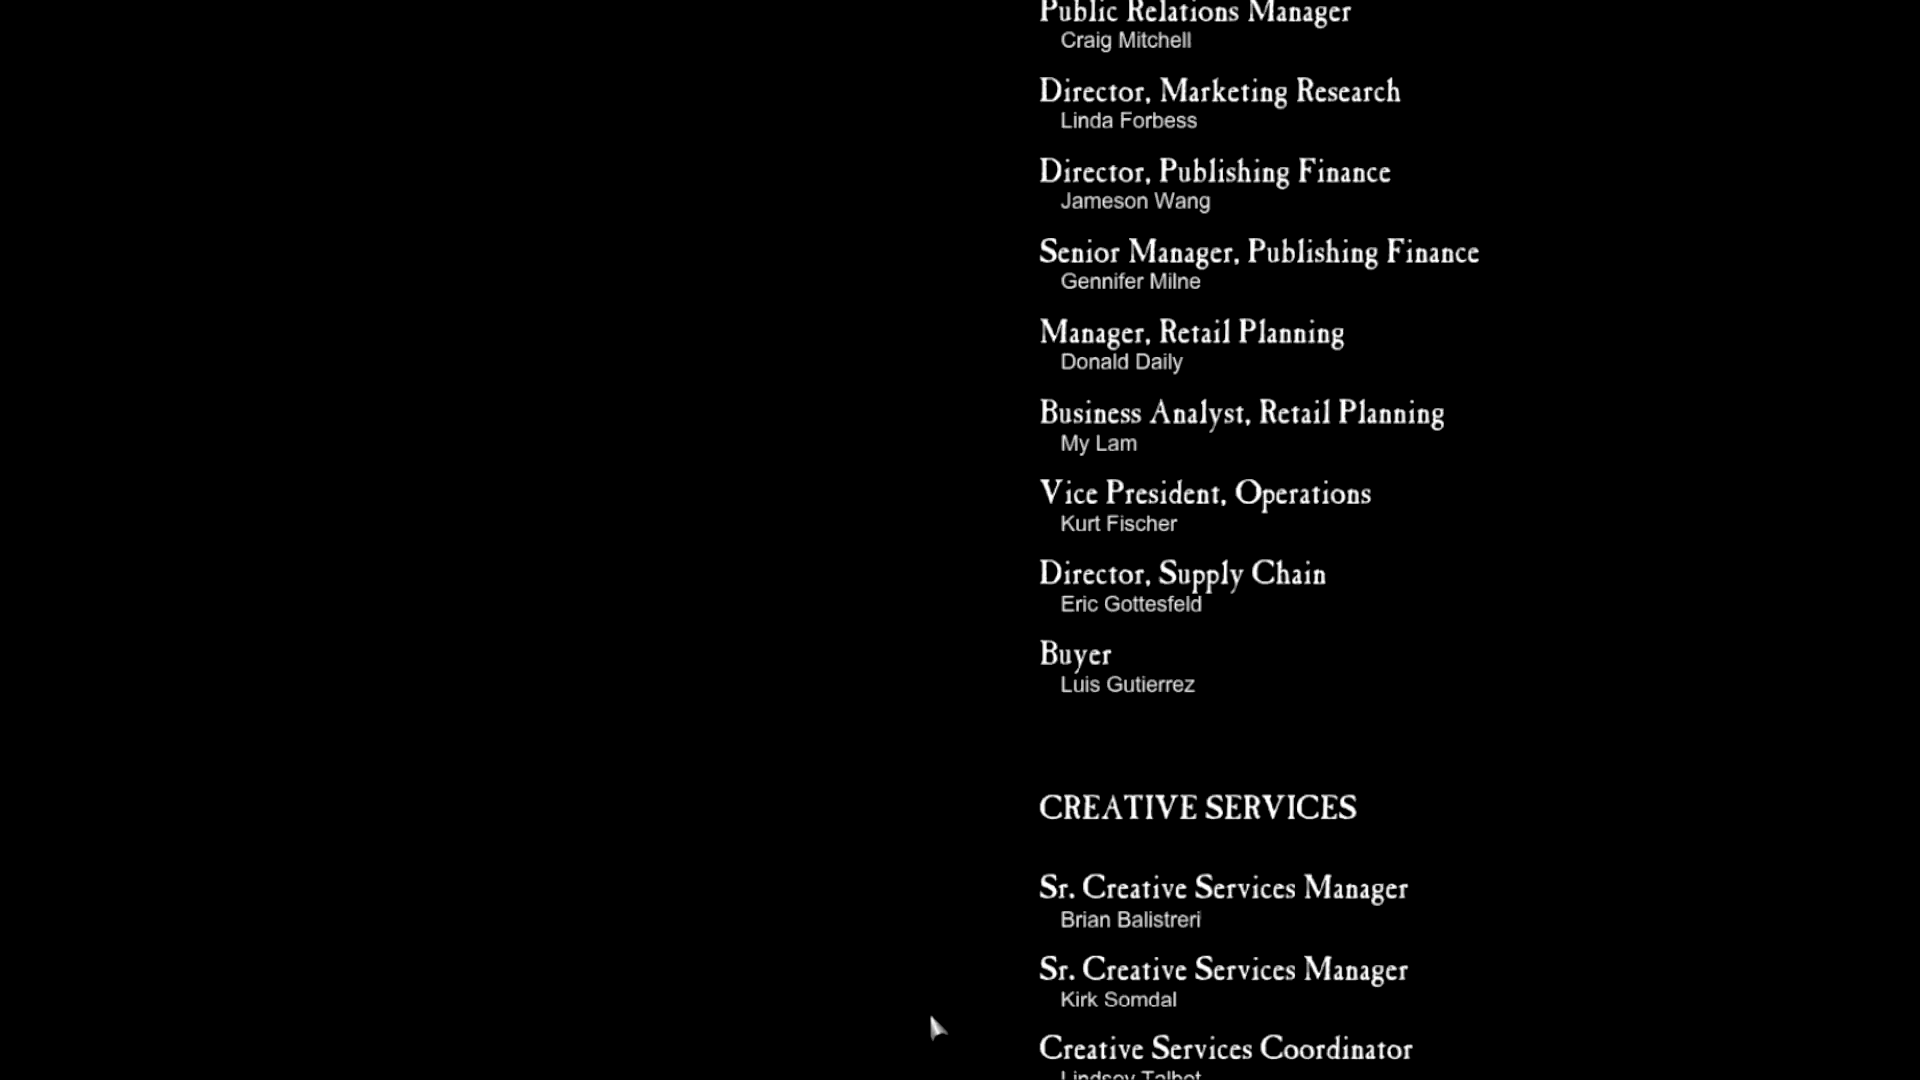 Public Relations Manager
Craig Mitchell
Director, Marketing Research
Linda Forbess
Director, Publishing Finance
Jameson Wang
Senior Manager, Publishing Finance
Gennifer Milne
Manager, Retail Planning
Donald Daily
Business Analyst, Retail Planning
My Lam
Vice President, Operations
Kurt Fischer
Director, Supply Chain
Eric Gottesfeld
Buyer
Luis Gutierrez
CREATIVE SERVICES
Sr. Creative Services Manager
Brian Balistreri
Sr. Creative Services Manager
Kirk Somdal
Creative Services Coordinator
Lindsey Talbot